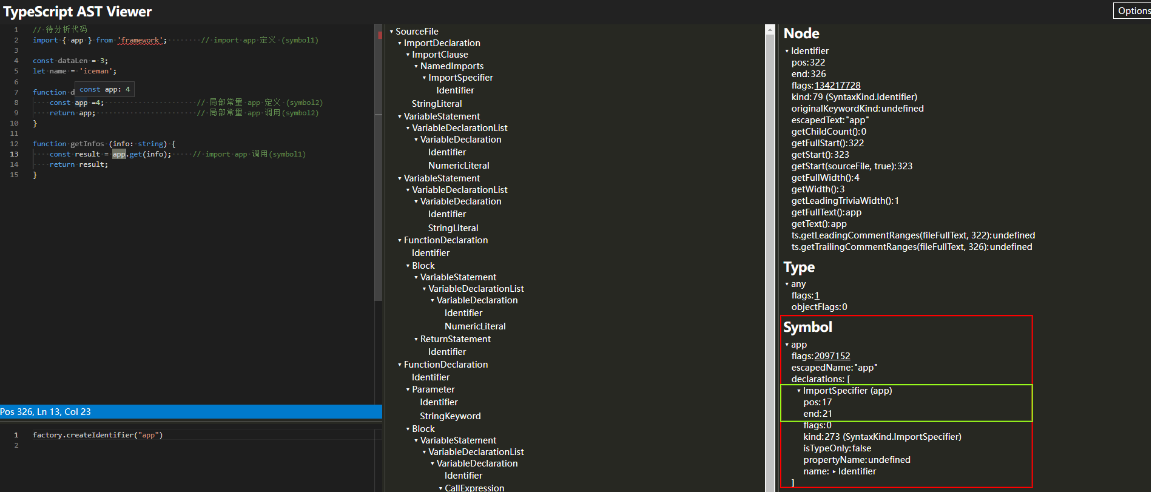 TypeScript AST Viewer
Options
1 // 待分析代码
2 import { app } from 'framework'; // import app 定义 (symbol1)
3
4 const dataLen = 3;
5 let name = 'iceman';
6
7 function d
const app: 4
8 const app =4; // 局部常量 app 定义 (symbol2)
9 return app; // 局部常量 app 调用(symbol2)
10 }
11
12 function getInfos (info: string) {
13 const result = app.get(info); // import app 调用(symbol1)
14 return result;
15 }
Pos 326, Ln 13, Col 23
1 factory.createIdentifier("app")
2
SourceFile
ImportDeclaration
ImportClause
NamedImports
ImportSpecifier
Identifier
StringLiteral
VariableStatement
VariableDeclarationList
VariableDeclaration
Identifier
NumericLiteral
VariableStatement
VariableDeclarationList
VariableDeclaration
Identifier
StringLiteral
FunctionDeclaration
Identifier
Block
VariableStatement
VariableDeclarationList
VariableDeclaration
Identifier
NumericLiteral
ReturnStatement
Identifier
FunctionDeclaration
Identifier
Parameter
Identifier
StringKeyword
Block
VariableStatement
VariableDeclarationList
VariableDeclaration
Identifier
CallExpression
Node
Identifier
pos:322
end:326
flags:134217728
kind:79 (SyntaxKind.Identifier)
originalKeywordKind:undefined
escapedText:"app"
getChildCount():0
getFullStart():322
getStart():323
getStart(sourceFile, true):323
getFullWidth():4
getWidth():3
getLeadingTriviaWidth():1
getFullText():app
getText():app
ts.getLeadingCommentRanges(fileFullText, 322):undefined
ts.getTrailingCommentRanges(fileFullText, 326):undefined
Type
any
flags:1
objectFlags:0
Symbol
app
flags:2097152
escapedName:"app"
declarations: [
ImportSpecifier (app)
pos:17
end:21
flags:0
kind:273 (SyntaxKind.ImportSpecifier)
isTypeOnly:false
propertyName:undefined
name: Identifier
]